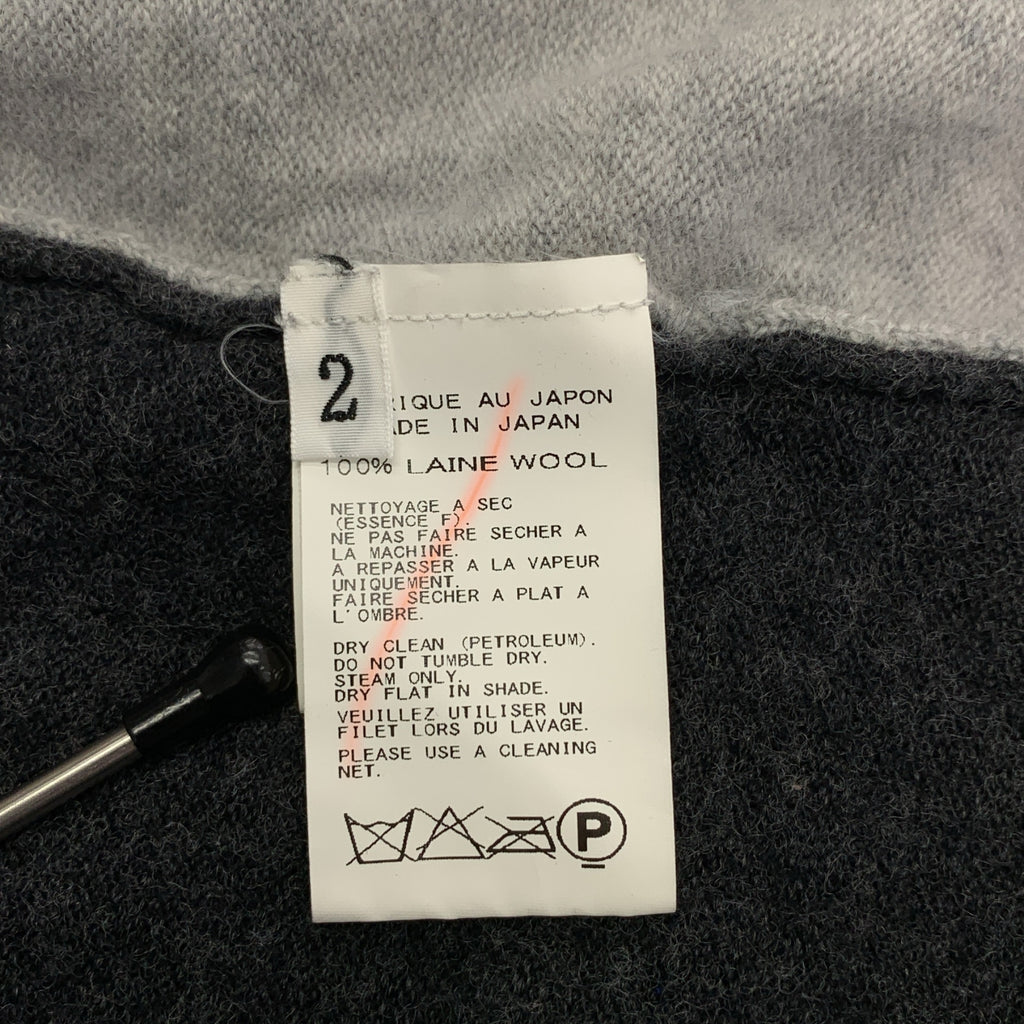 2
RIQUE AU JAPON
ADE IN JAPAN
100% LAINE WOOL
NETTOYAGE A SEC
(ESSENCE F).
NE PAS FAIRE SECHER A
LA MACHINE.
A REPASSER A LA VAPEUR
UNIQUEMENT.
FAIRE SECHER A PLAT A
L'OMBRE.
DRY CLEAN (PETROLEUM).
DO NOT TUMBLE DRY.
STEAM ONLY.
DRY FLAT IN SHADE.
VEUILLEZ UTILISER UN
FILET LORS DU LAVAGE.
PLEASE USE A CLEANING
NET.
P